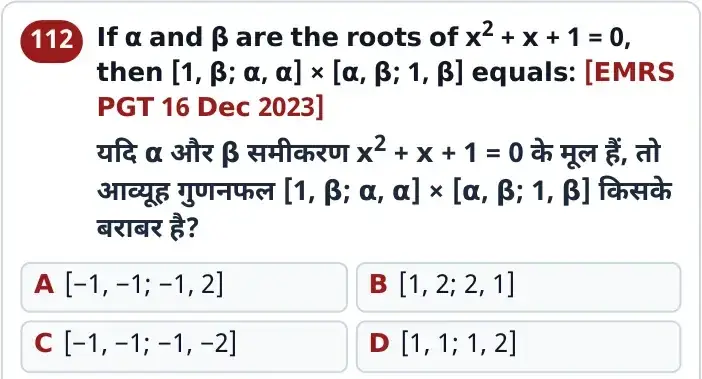 112 If α and β are the roots of x² + x + 1 = 0,
then [1, β; α, α] × [α, β; 1, β] equals: [EMRS
PGT 16 Dec 2023]
यदि α और β समीकरण x² + x + 1 = 0 के मूल हैं, तो
आव्यूह गुणनफल [1, β; α, α] × [α, β; 1, β] किसके
बराबर है?
A [−1, −1; −1, 2]
B [1, 2; 2, 1]
C [−1, −1; −1, −2]
D [1, 1; 1, 2]